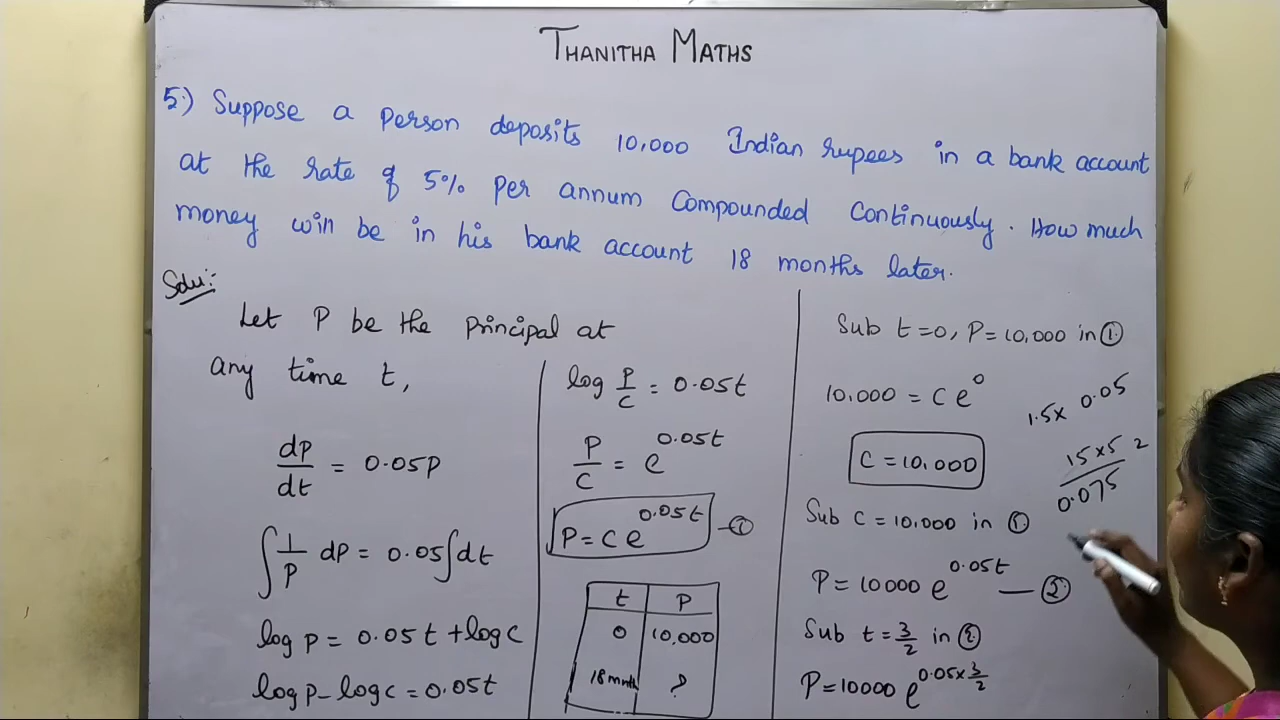 THANITHA MATHS
5.) Suppose a person deposits 10,000 Indian rupees in a bank account
at the rate of 5% per annum compounded continuously. How much
money will be in his bank account 18 months later.
Solu:-
Let P be the principal at
any time t,
dp/dt = 0.05p
∫ 1/p dp = 0.05 ∫ dt
log p = 0.05t + log c
log p - log c = 0.05t
log P/C = 0.05t
P/C = e^0.05t
P = C e^0.05t — ①
t | P
0 | 10,000
18 mnth | ?
Sub t=0, P=10,000 in ①
10,000 = C e^0
C = 10,000
Sub C = 10,000 in ①
P = 10000 e^0.05t — ②
Sub t = 3/2 in ②
P = 10000 e^0.05×3/2
1.5 × 0.05
15×5 2
0.075